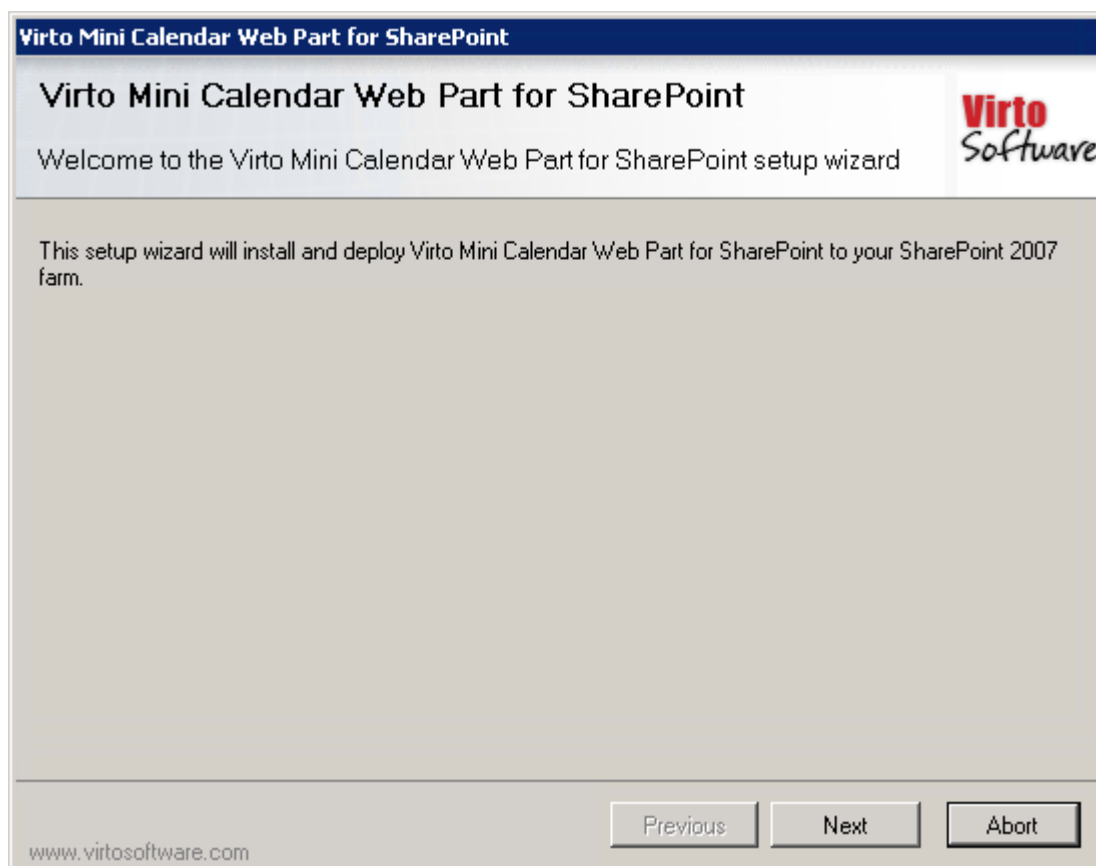 Virto Mini Calendar Web Part for SharePoint
Virto Mini Calendar Web Part for SharePoint
Welcome to the Virto Mini Calendar Web Part for SharePoint setup wizard
Virto
Software
This setup wizard will install and deploy Virto Mini Calendar Web Part for SharePoint to your SharePoint 2007
farm.
Previous
Next
Abort
www.virtosoftware.com